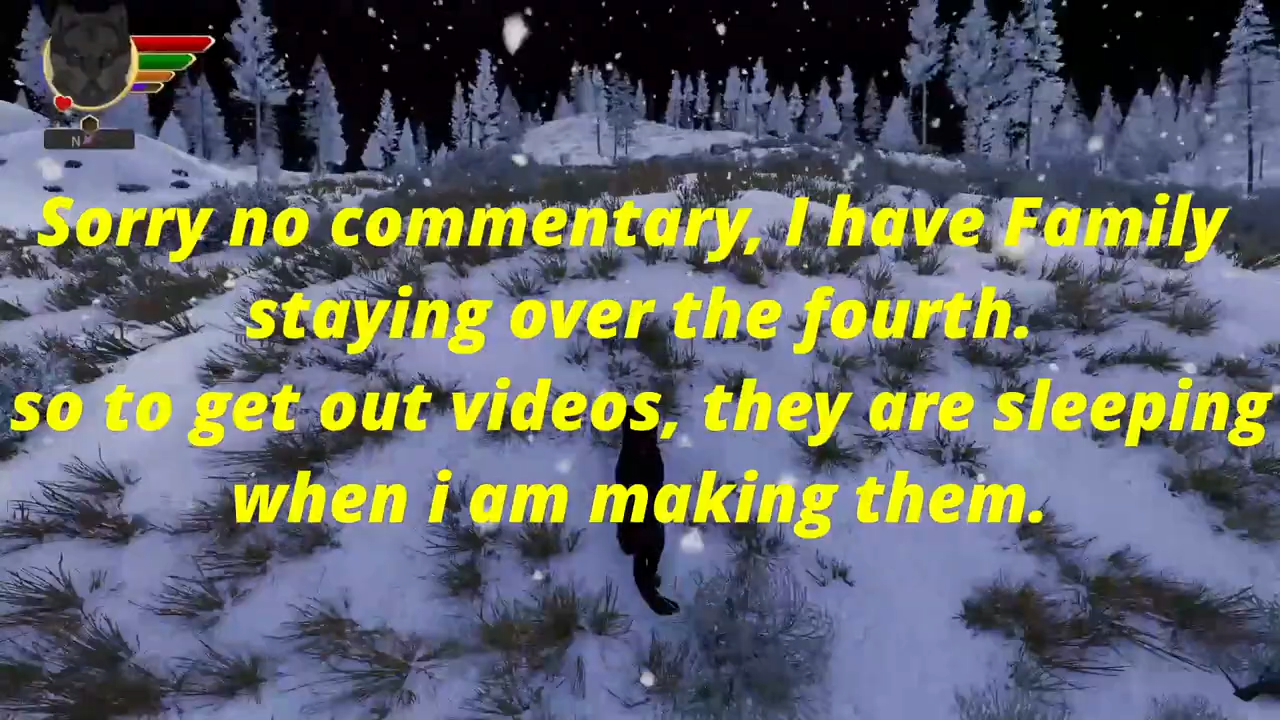 N
Sorry no commentary, I have Family
staying over the fourth.
so to get out videos, they are sleeping
when i am making them.